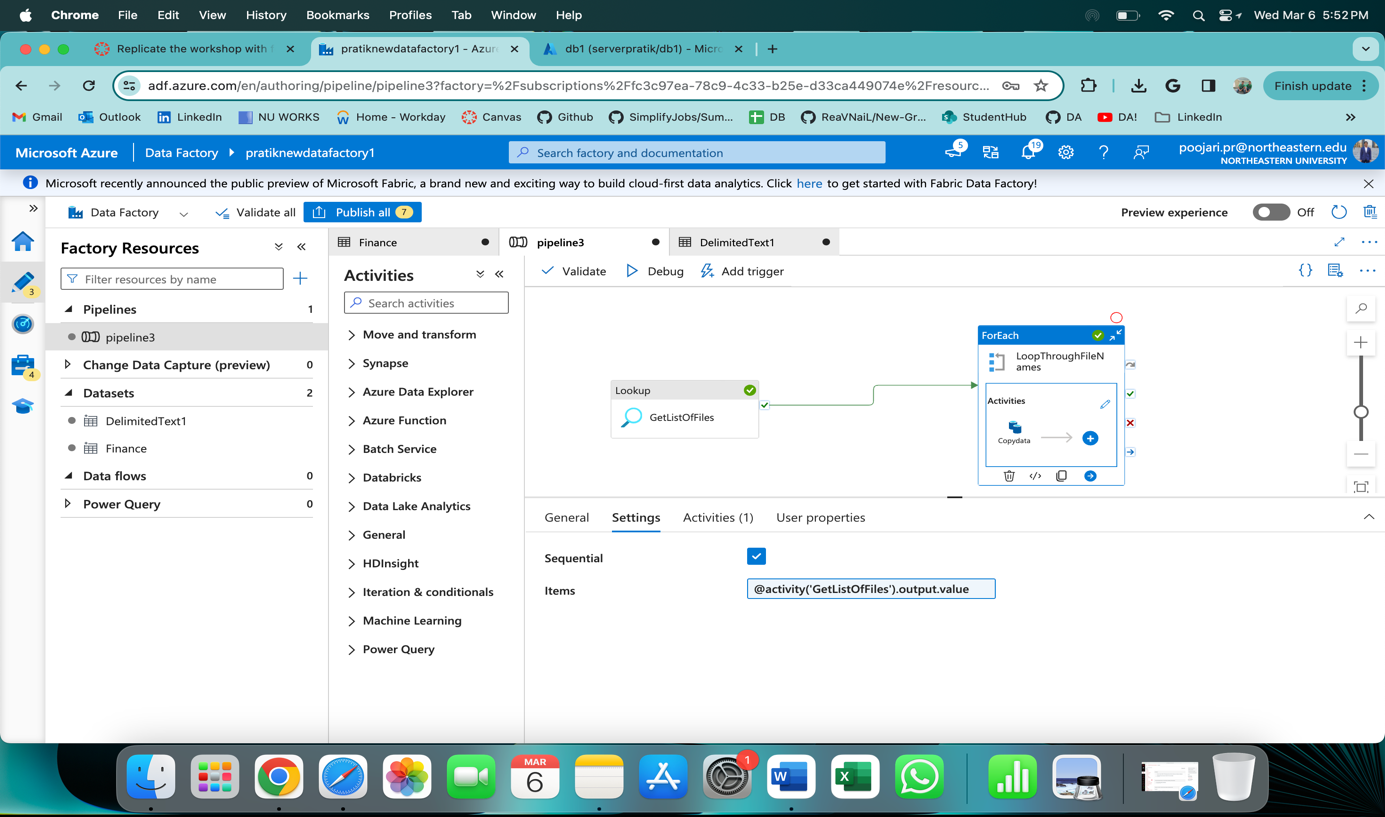 Chrome File Edit View History Bookmarks Profiles Tab Window Help Wed Mar 6 5:52 PM
Replicate the workshop with pratiknewdatafactory1 - Azur db1 (serverpratik/db1) - Micr
adf.azure.com/en/authoring/pipeline/pipeline3?factory=%2Fsubscriptions%2Ffc3c97ea-78c9-4c33-b25e-d33ca449074e%2Fresourc... Finish update
Gmail Outlook LinkedIn NU WORKS Home - Workday Canvas Github SimplifyJobs/Sum... DB ReaVNaiL/New-Gr... StudentHub DA DA! LinkedIn
Microsoft Azure Data Factory pratiknewdatafactory1 Search factory and documentation 5 19 poojari.pr@northeastern.edu
NORTHEASTERN UNIVERSITY
Microsoft recently announced the public preview of Microsoft Fabric, a brand new and exciting way to build cloud-first data analytics. Click here to get started with Fabric Data Factory!
Data Factory Validate all Publish all 7 Preview experience Off
Factory Resources
Filter resources by name
3
4
Pipelines 1
pipeline3
Change Data Capture (preview) 0
Datasets 2
DelimitedText1
Finance
Data flows 0
Power Query 0
Finance pipeline3 DelimitedText1
Activities
Search activities
Move and transform
Synapse
Azure Data Explorer
Azure Function
Batch Service
Databricks
Data Lake Analytics
General
HDInsight
Iteration & conditionals
Machine Learning
Power Query
Validate Debug Add trigger
Lookup
GetListOfFiles
ForEach
LoopThroughFileN
ames
Activities
Copydata
General Settings Activities (1) User properties
Sequential
Items @activity('GetListOfFiles').output.value
MAR
6
1